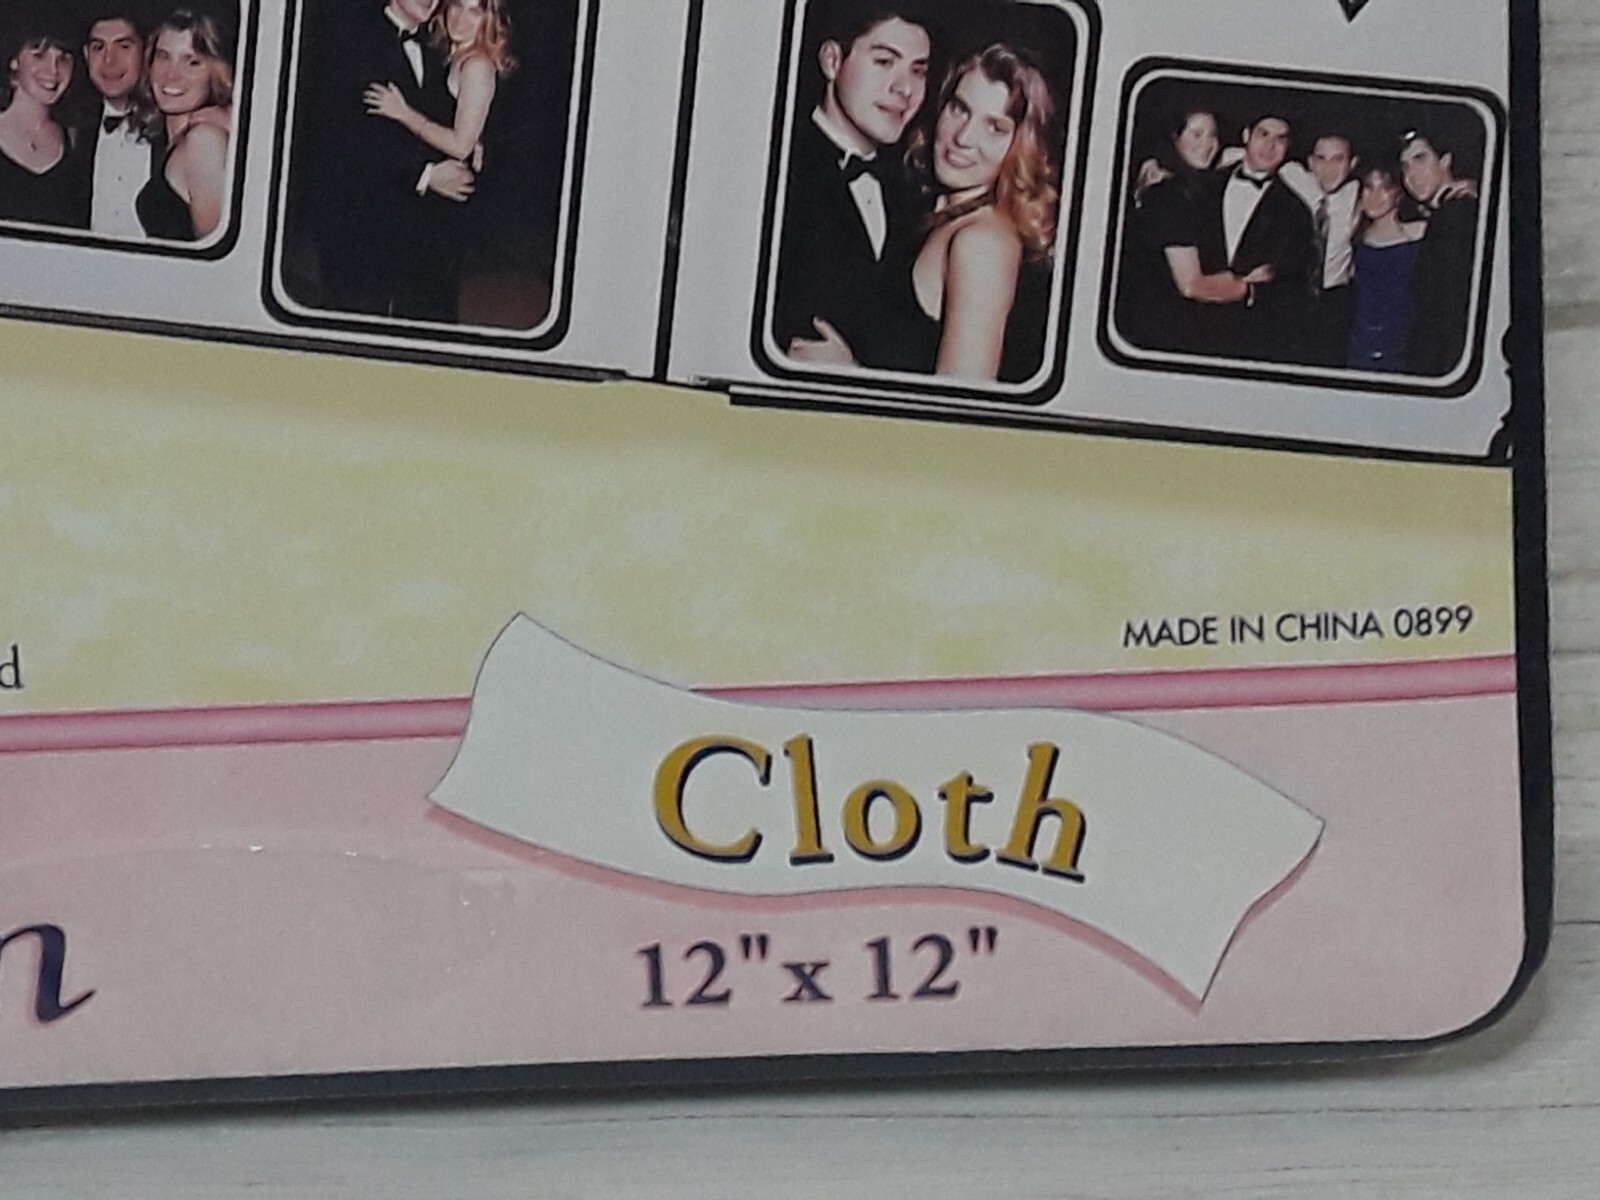 MADE IN CHINA 0899
d
Cloth
12" x 12"
n